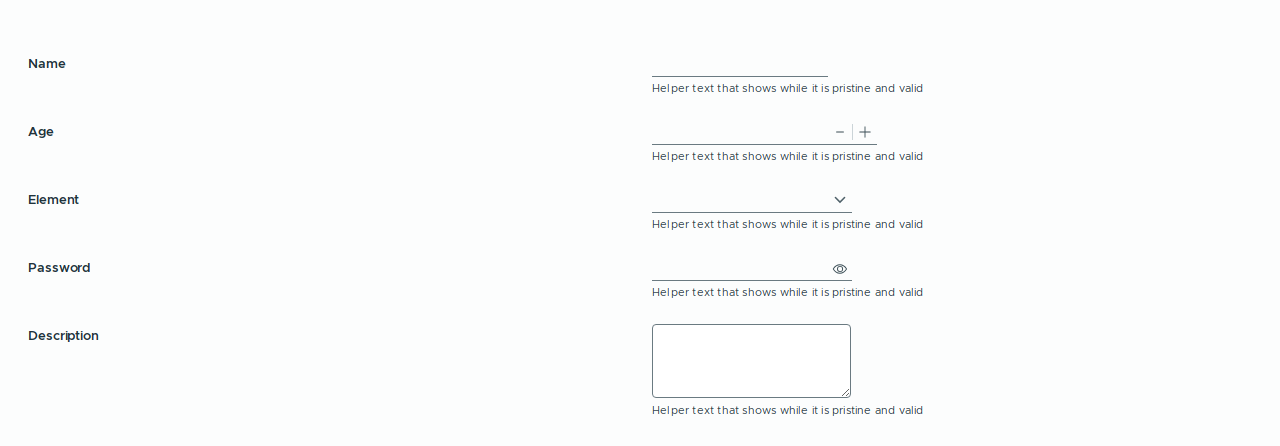 Name
Helper text that shows while it is pristine and valid
Age
Helper text that shows while it is pristine and valid
Element
Helper text that shows while it is pristine and valid
Password
Helper text that shows while it is pristine and valid
Description
Helper text that shows while it is pristine and valid